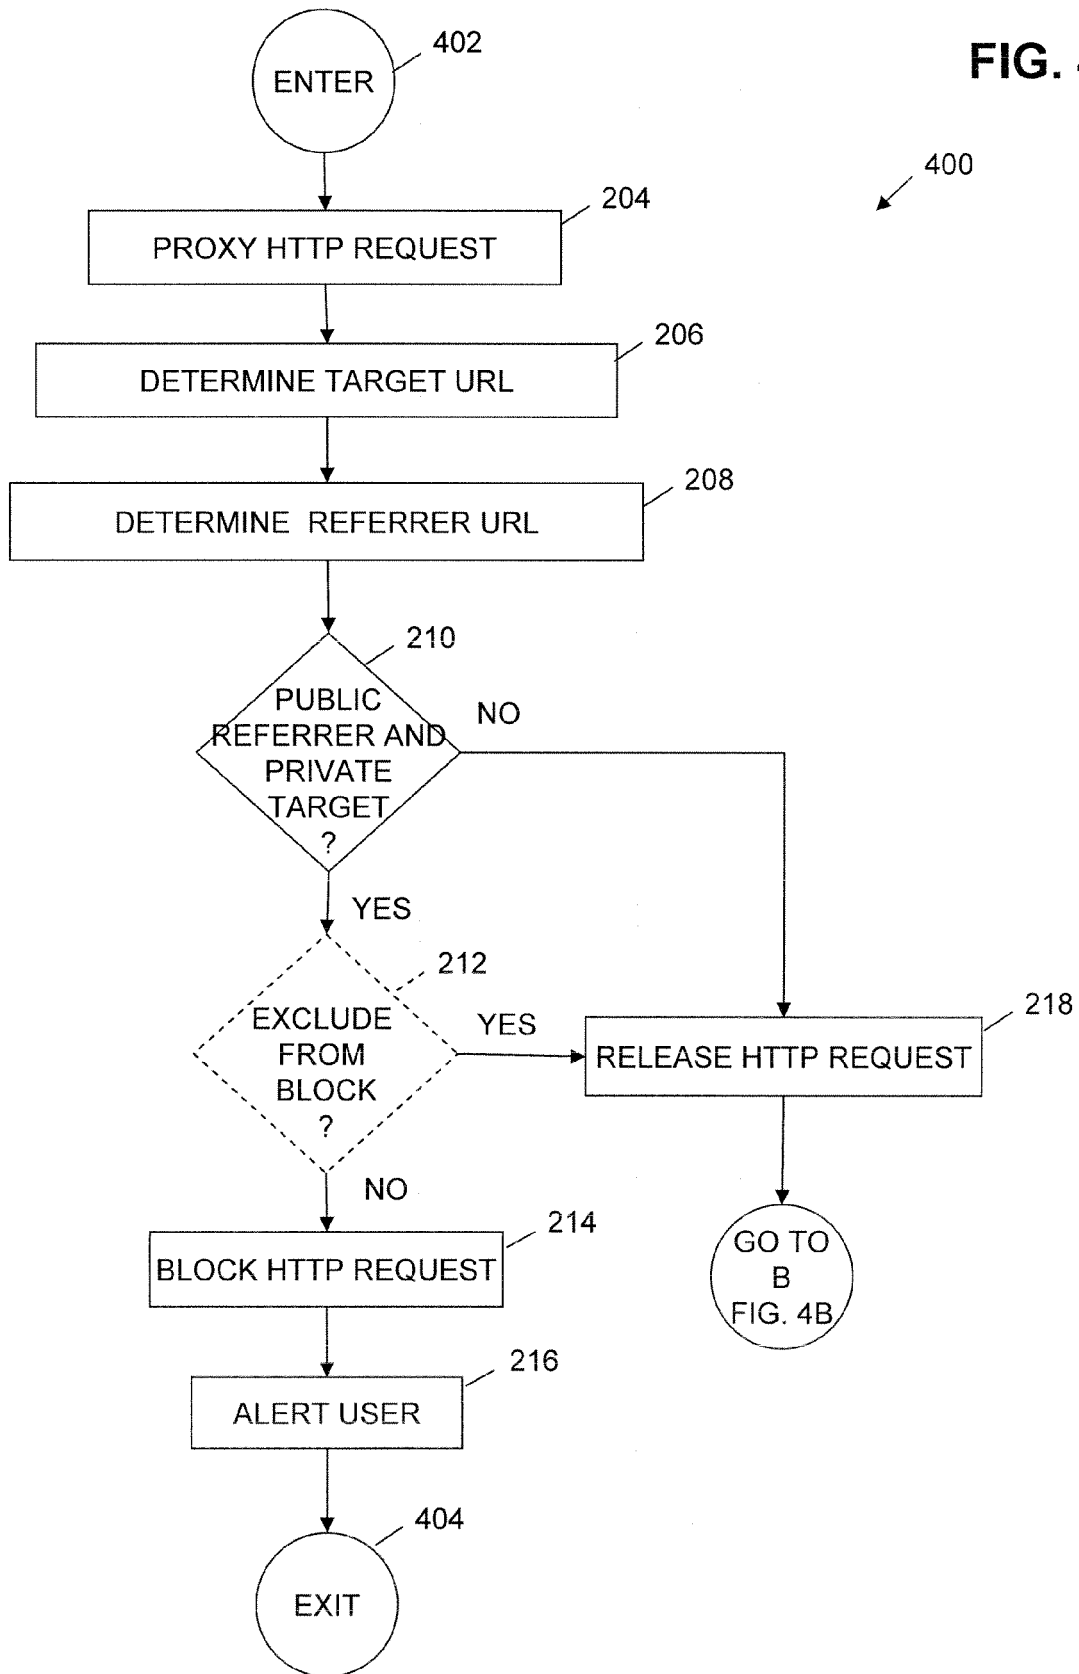 402
FIG. 4
ENTER
400
204
PROXY HTTP REQUEST
206
DETERMINE TARGET URL
208
DETERMINE REFERRER URL
210
PUBLIC
REFERRER AND
PRIVATE
TARGET
?
NO
YES
212
EXCLUDE
FROM
BLOCK
?
YES
218
RELEASE HTTP REQUEST
NO
214
BLOCK HTTP REQUEST
GO TO
B
FIG. 4B
216
ALERT USER
404
EXIT